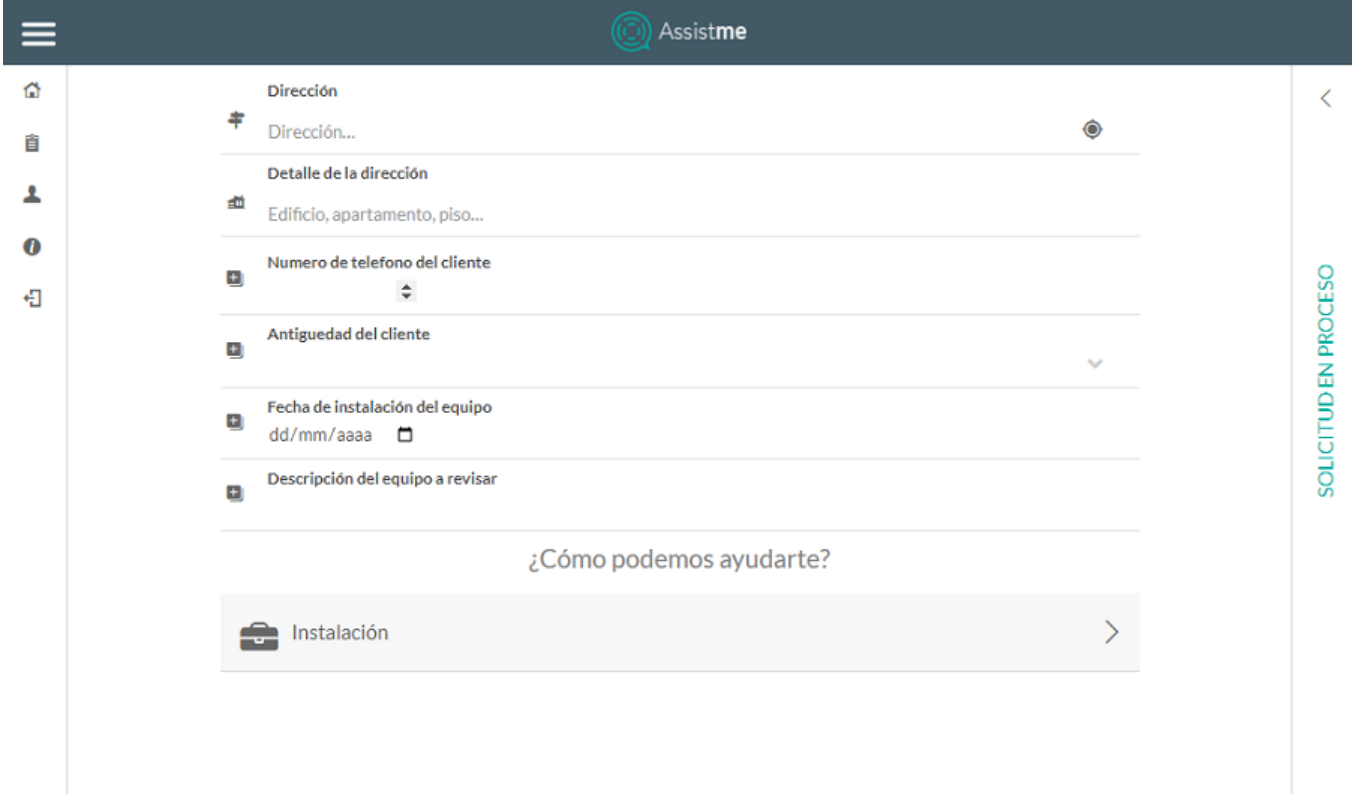 Assistme
Dirección
Dirección...
Detalle de la dirección
Edificio, apartamento, piso...
Numero de telefono del cliente
Antiguedad del cliente
Fecha de instalación del equipo
dd/mm/aaaa
Descripción del equipo a revisar
¿Cómo podemos ayudarte?
Instalación
SOLICITUD EN PROCESO